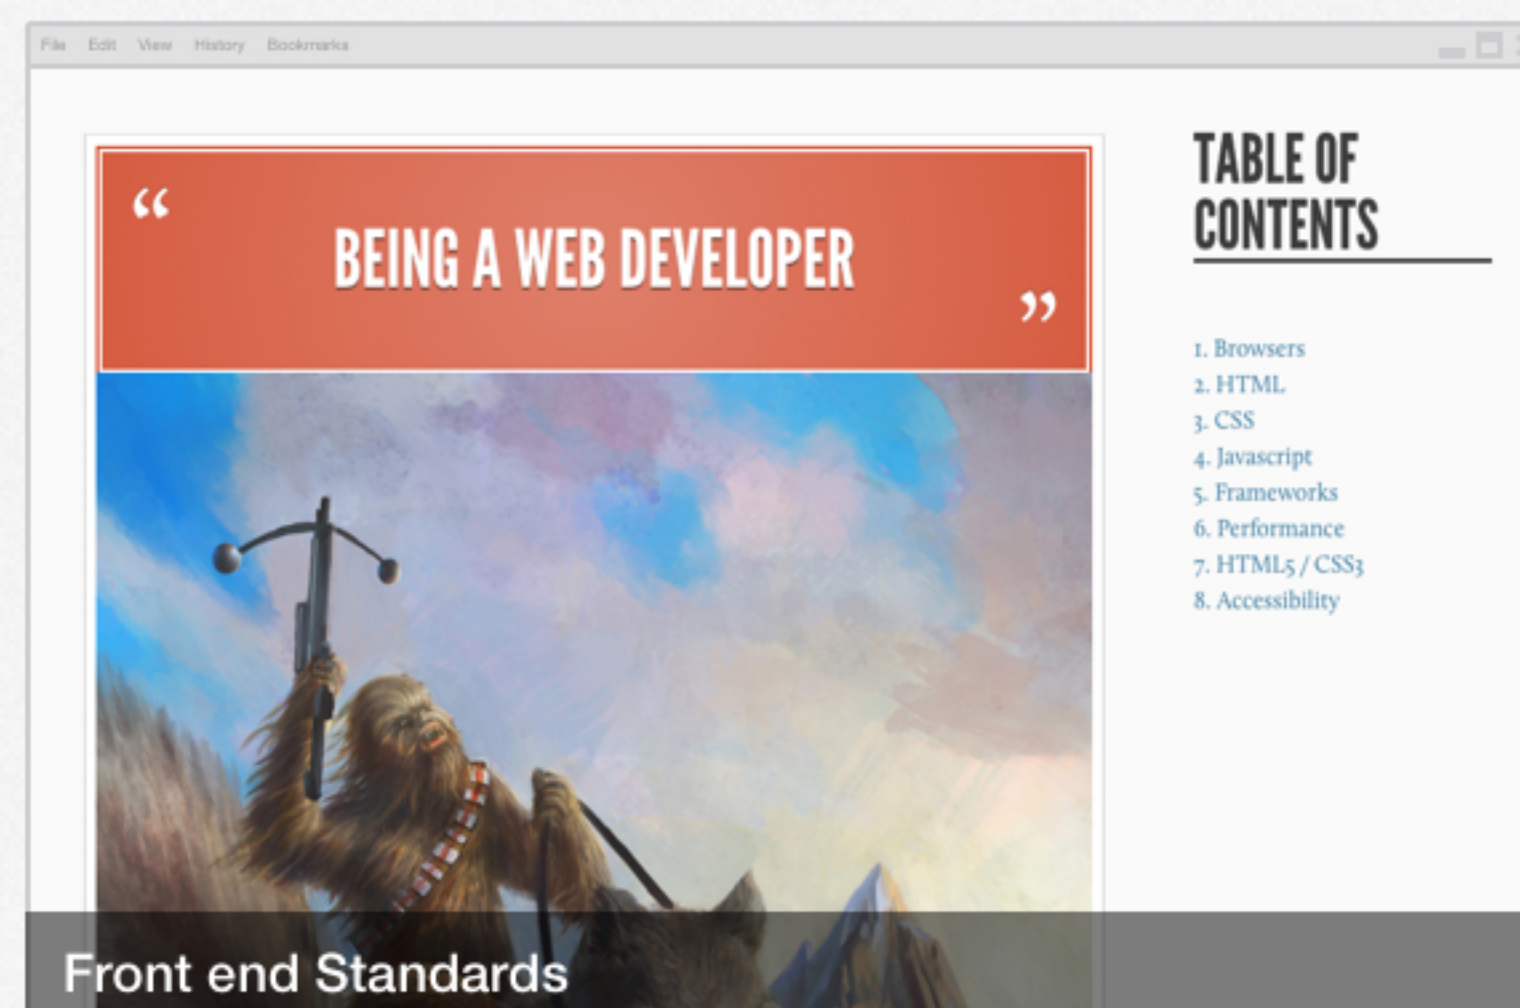 File Edit View History Bookmarks
“
BEING A WEB DEVELOPER
”
TABLE OF
CONTENTS
1. Browsers
2. HTML
3. CSS
4. Javascript
5. Frameworks
6. Performance
7. HTML5 / CSS3
8. Accessibility
Front end Standards